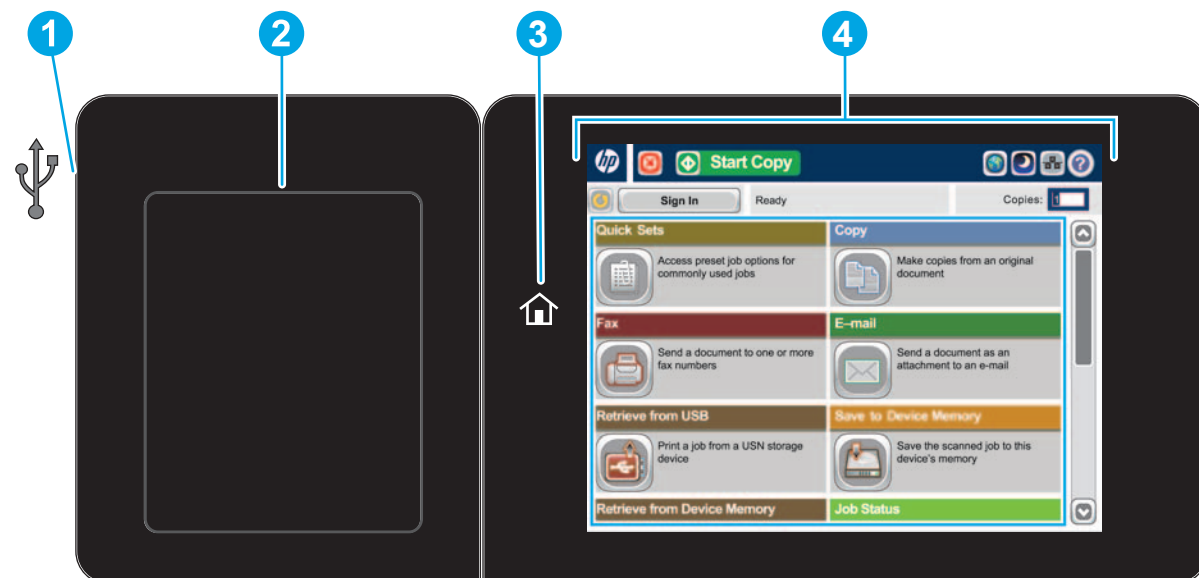 1 2 3 4
hp Start Copy ?
Sign In Ready Copies: 1
Quick Sets Copy
Access preset job options for
commonly used jobs
Make copies from an original
document
Fax E–mail
Send a document to one or more
fax numbers
Send a document as an
attachment to an e-mail
Retrieve from USB Save to Device Memory
Print a job from a USN storage
device
Save the scanned job to this
device's memory
Retrieve from Device Memory Job Status